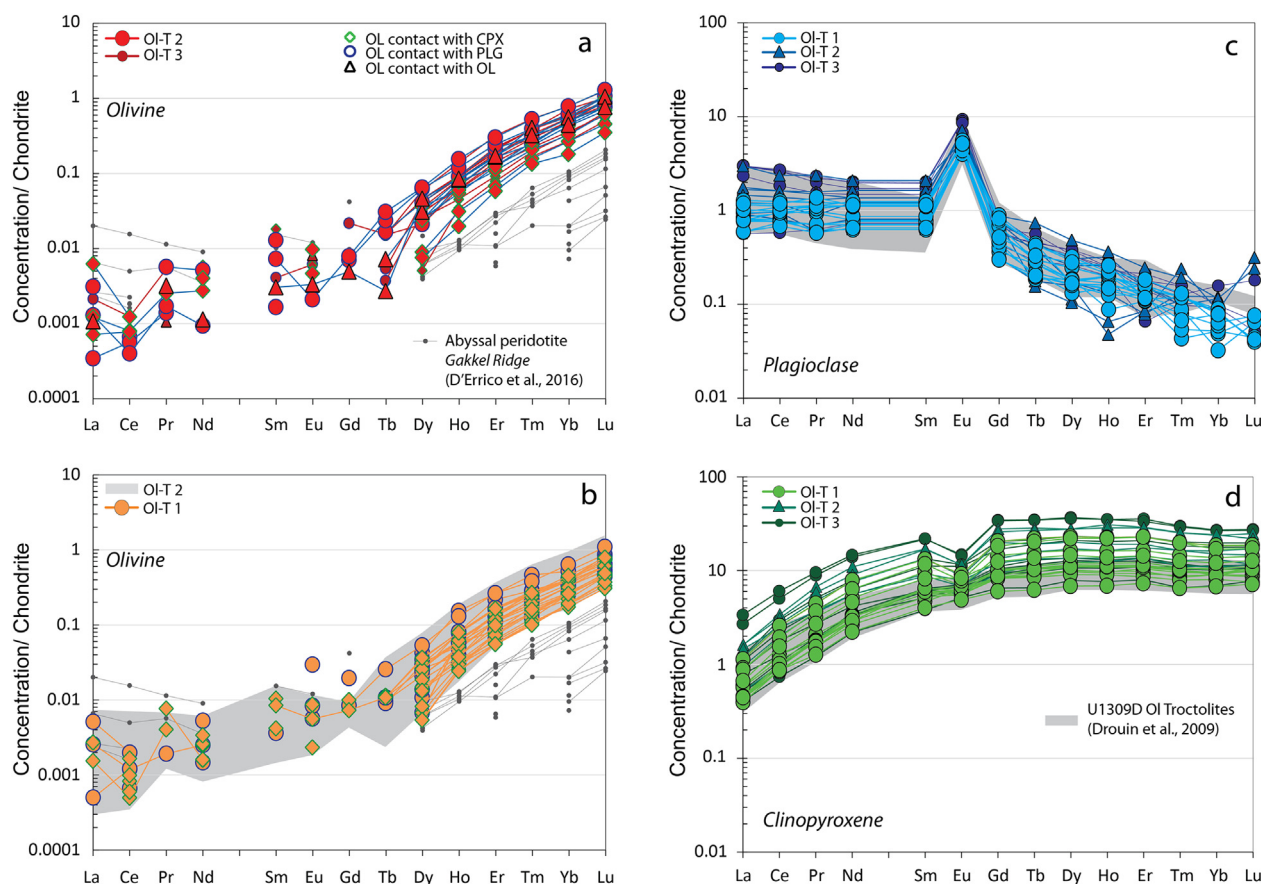 a
Ol-T 2
Ol-T 3
OL contact with CPX
OL contact with PLG
OL contact with OL
Olivine
Concentration/ Chondrite
10
1
0.1
0.01
0.001
0.0001
Abyssal peridotite
Gakkel Ridge
(D'Errico et al., 2016)
La Ce Pr Nd Sm Eu Gd Tb Dy Ho Er Tm Yb Lu
c
Ol-T 1
Ol-T 2
Ol-T 3
Concentration/ Chondrite
100
10
1
0.1
0.01
Plagioclase
La Ce Pr Nd Sm Eu Gd Tb Dy Ho Er Tm Yb Lu
b
Ol-T 2
Ol-T 1
Olivine
Concentration/ Chondrite
10
1
0.1
0.01
0.001
0.0001
La Ce Pr Nd Sm Eu Gd Tb Dy Ho Er Tm Yb Lu
d
Ol-T 1
Ol-T 2
Ol-T 3
Concentration/ Chondrite
100
10
1
0.1
0.01
U1309D Ol Troctolites
(Drouin et al., 2009)
Clinopyroxene
La Ce Pr Nd Sm Eu Gd Tb Dy Ho Er Tm Yb Lu